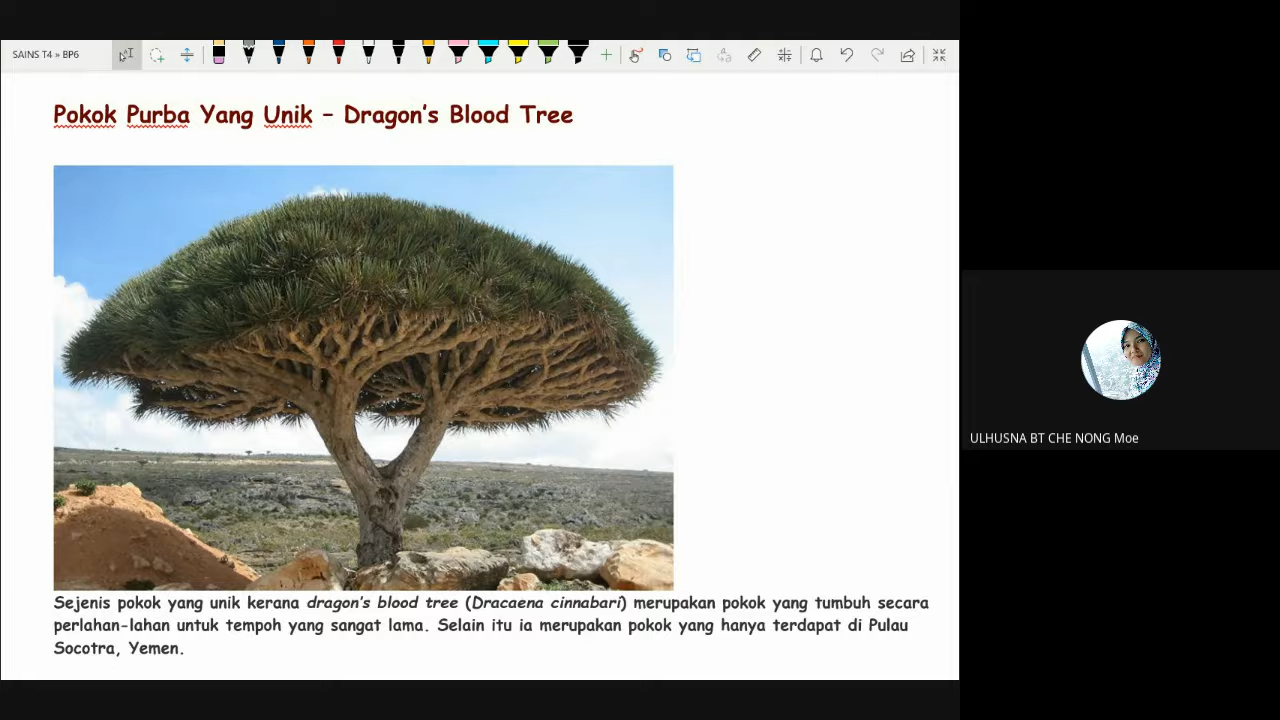 SAINS T4 » BP6
Pokok Purba Yang Unik – Dragon's Blood Tree
Sejenis pokok yang unik kerana dragon's blood tree (Dracaena cinnabari) merupakan pokok yang tumbuh secara
perlahan-lahan untuk tempoh yang sangat lama. Selain itu ia merupakan pokok yang hanya terdapat di Pulau
Socotra, Yemen.
ULHUSNA BT CHE NONG Moe